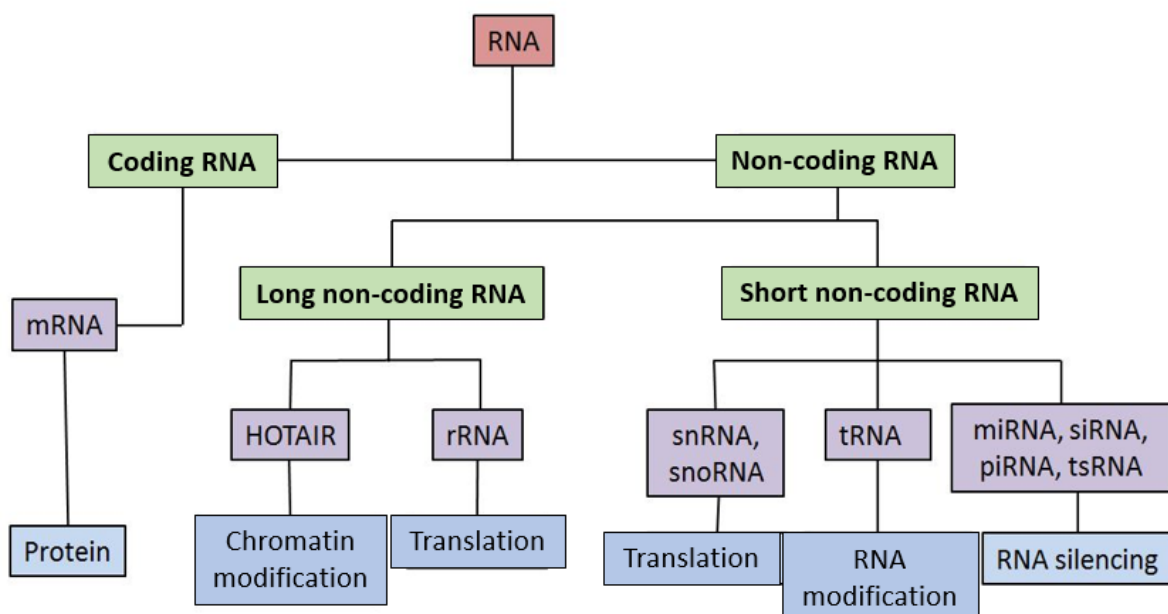 RNA
Coding RNA
Non-coding RNA
Long non-coding RNA
Short non-coding RNA
mRNA
HOTAIR
rRNA
snRNA,
snoRNA
tRNA
miRNA, siRNA,
piRNA, tsRNA
Protein
Chromatin
modification
Translation
Translation
RNA
modification
RNA silencing